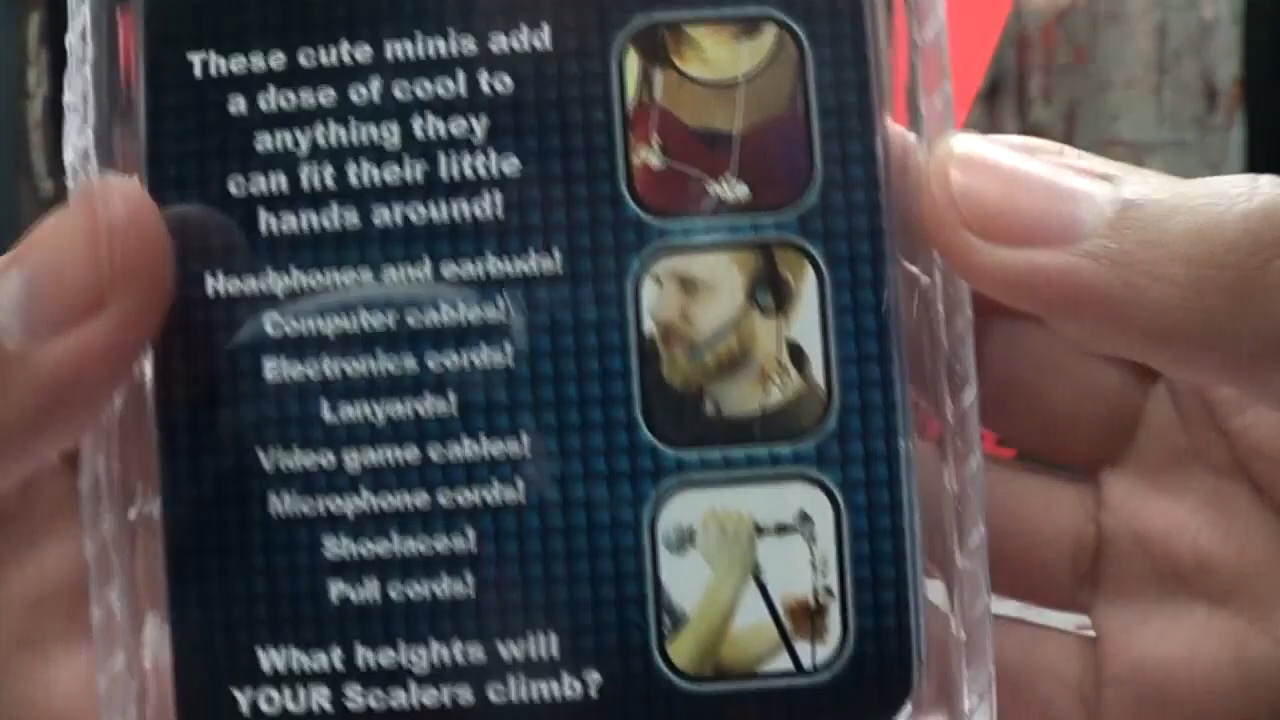 These cute minis add
a dose of cool to
anything they
can fit their little
hands around!
Headphones and earbuds!
Computer cables!
Electronics cords!
Lanyards!
Video game cables!
Microphone cords!
Shoelaces!
Pull cords!
What heights will
YOUR Scalers climb?